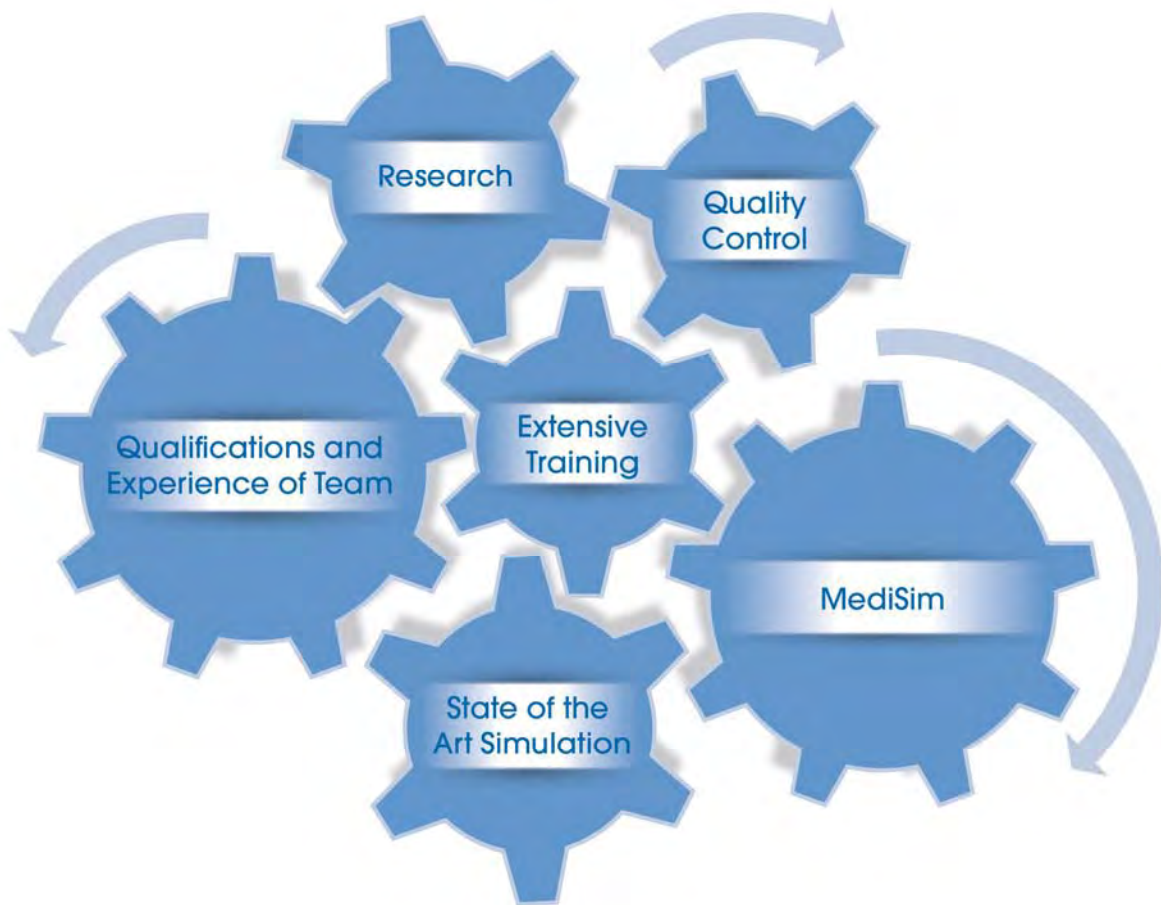 Research
Quality
Control
Qualifications and
Experience of Team
Extensive
Training
MediSim
State of the
Art Simulation